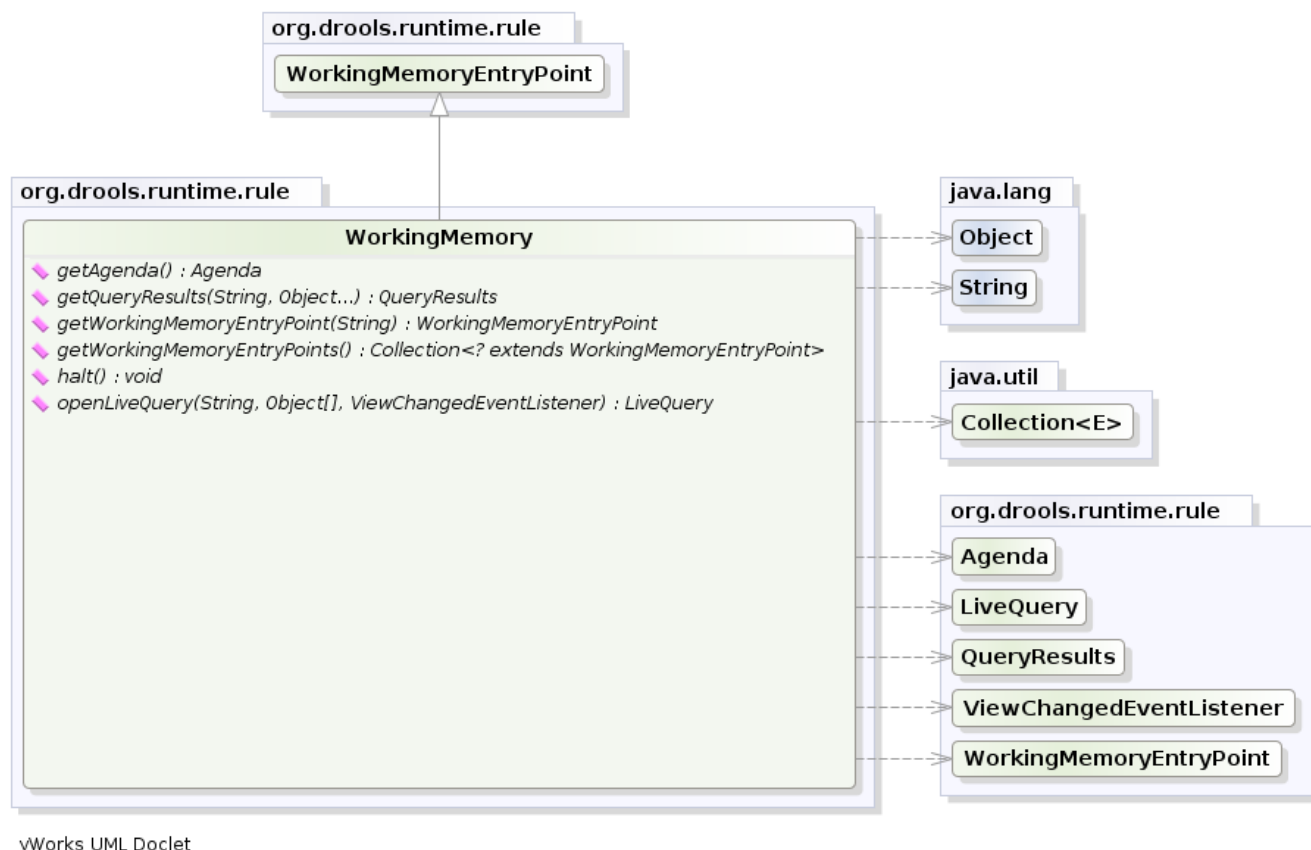 org.drools.runtime.rule
WorkingMemoryEntryPoint
org.drools.runtime.rule
WorkingMemory
getAgenda() : Agenda
getQueryResults(String, Object...) : QueryResults
getWorkingMemoryEntryPoint(String) : WorkingMemoryEntryPoint
getWorkingMemoryEntryPoints() : Collection<? extends WorkingMemoryEntryPoint>
halt() : void
openLiveQuery(String, Object[], ViewChangedEventListener) : LiveQuery
java.lang
Object
String
java.util
Collection<E>
org.drools.runtime.rule
Agenda
LiveQuery
QueryResults
ViewChangedEventListener
WorkingMemoryEntryPoint
yWorks UML Doclet